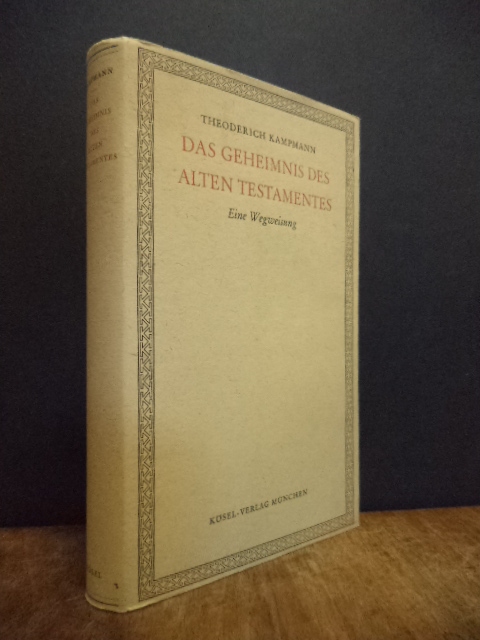 THEODERICH KAMPMANN
DAS GEHEIMNIS DES
ALTEN TESTAMENTES
Eine Wegweisung
KÖSEL-VERLAG MÜNCHEN